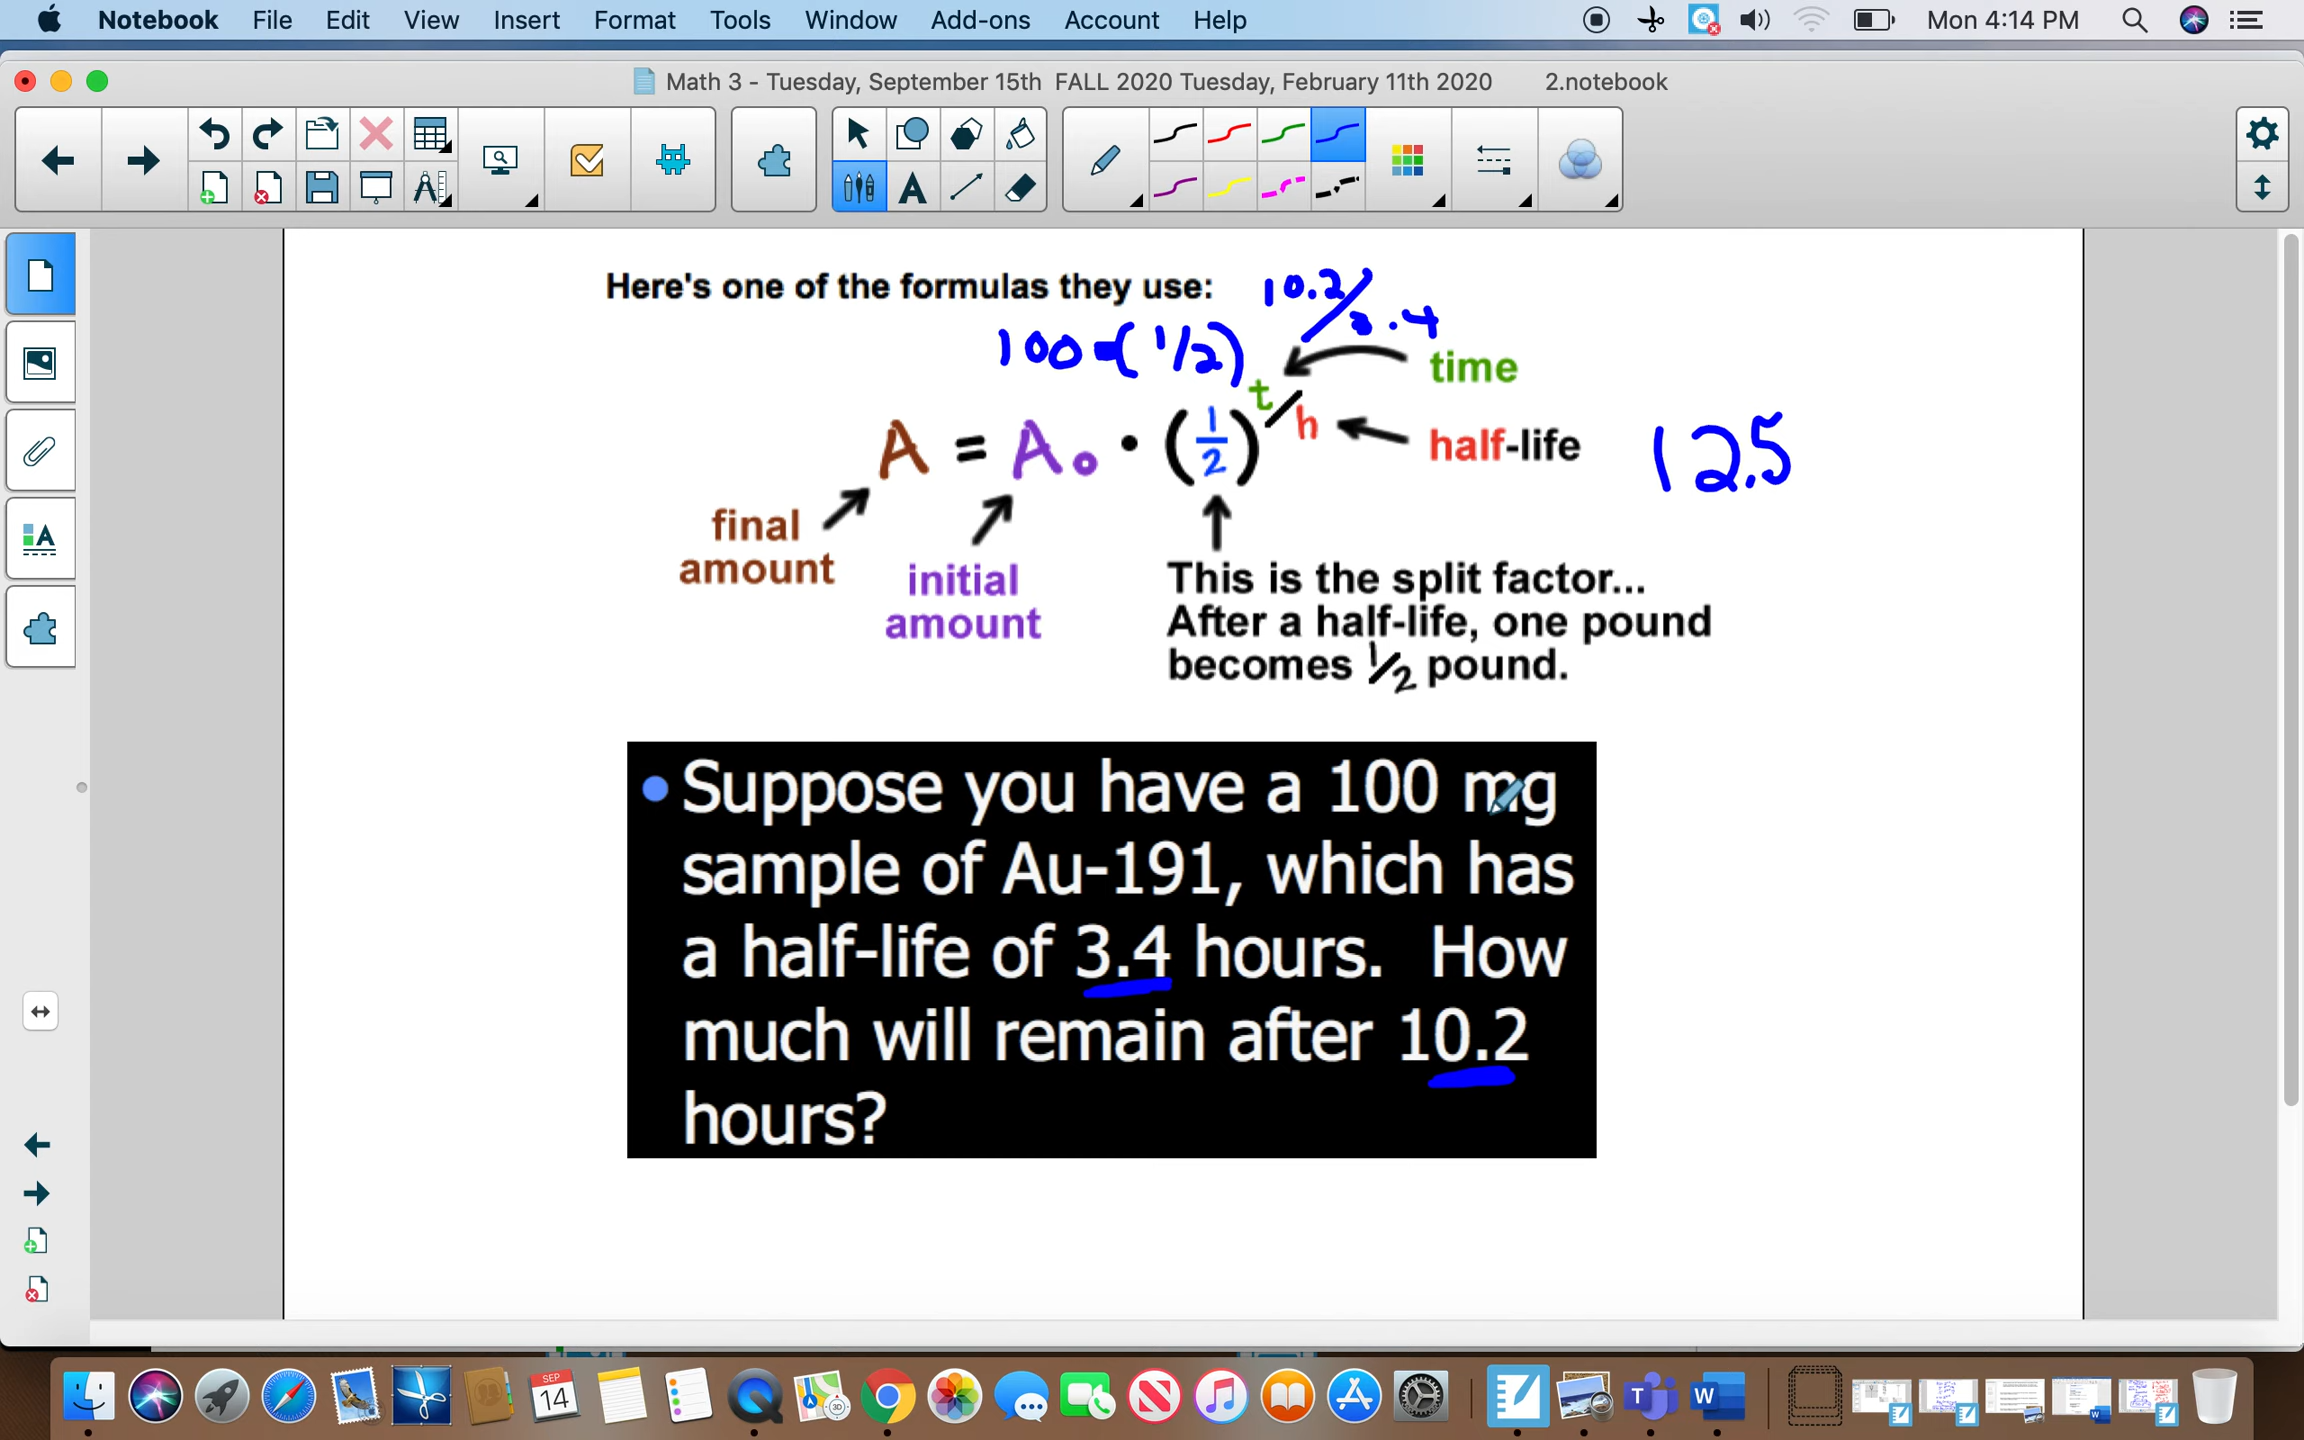 Notebook File Edit View Insert Format Tools Window Add-ons Account Help Mon 4:14 PM
Math 3 - Tuesday, September 15th FALL 2020 Tuesday, February 11th 2020 2.notebook
Here's one of the formulas they use:
10.2/3.4
100 (1/2)
time
t/h
A = A₀ • (1/2)
half-life
12.5
final
amount
initial
amount
This is the split factor...
After a half-life, one pound
becomes 1/2 pound.
• Suppose you have a 100 mg
sample of Au-191, which has
a half-life of 3.4 hours. How
much will remain after 10.2
hours?
SEP
14
3D
T
W